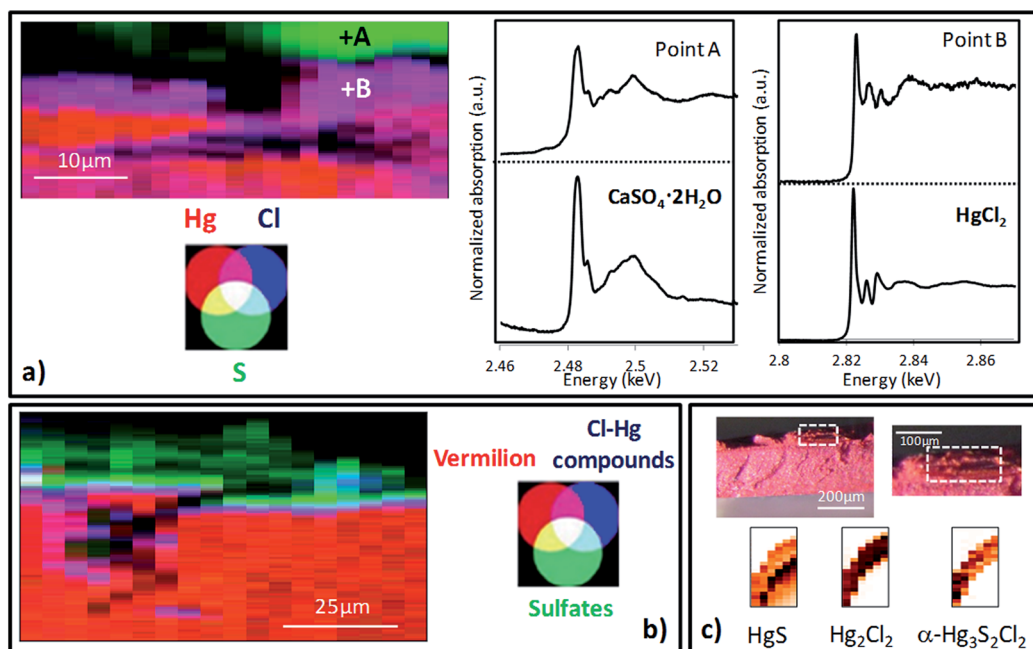 +A
+B
10µm
Hg
Cl
S
a)
Normalized absorption (a.u.)
Point A
CaSO₄·2H₂O
2.46
2.48
2.5
2.52
Energy (keV)
Normalized absorption (a.u.)
Point B
HgCl₂
2.8
2.82
2.84
2.86
Energy (keV)
25µm
Vermilion
Cl-Hg
compounds
Sulfates
b)
200µm
100µm
HgS
Hg₂Cl₂
α-Hg₃S₂Cl₂
c)